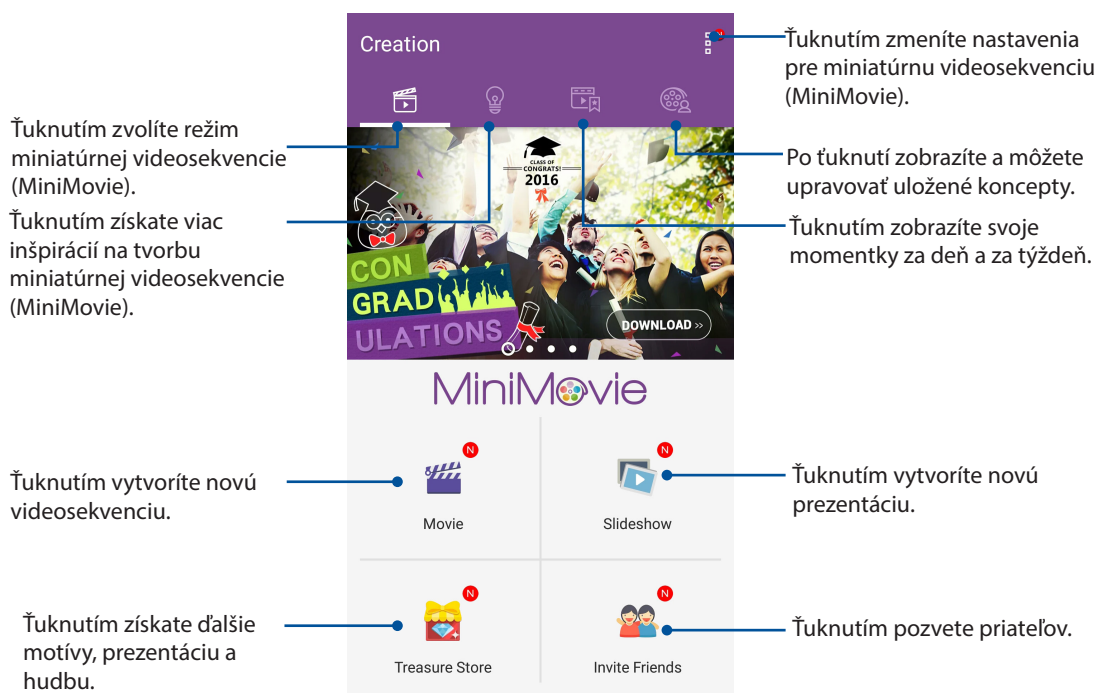 Creation
Ťuknutím zmeníte nastavenia
pre miniatúrnu videosekvenciu
(MiniMovie).
Ťuknutím zvolíte režim
miniatúrnej videosekvencie
(MiniMovie).
Po ťuknutí zobrazíte a môžete
upravovať uložené koncepty.
Ťuknutím získate viac
inšpirácií na tvorbu
miniatúrnej videosekvencie
(MiniMovie).
Ťuknutím zobrazíte svoje
momentky za deň a za týždeň.
CLASS OF
CONGRATS!
2016
CON
GRAD
ULATIONS
DOWNLOAD »
MiniMovie
Ťuknutím vytvoríte novú
videosekvenciu.
N
Movie
N
Slideshow
Ťuknutím vytvoríte novú
prezentáciu.
Ťuknutím získate ďalšie
motívy, prezentáciu a
hudbu.
N
Treasure Store
N
Invite Friends
Ťuknutím pozvete priateľov.